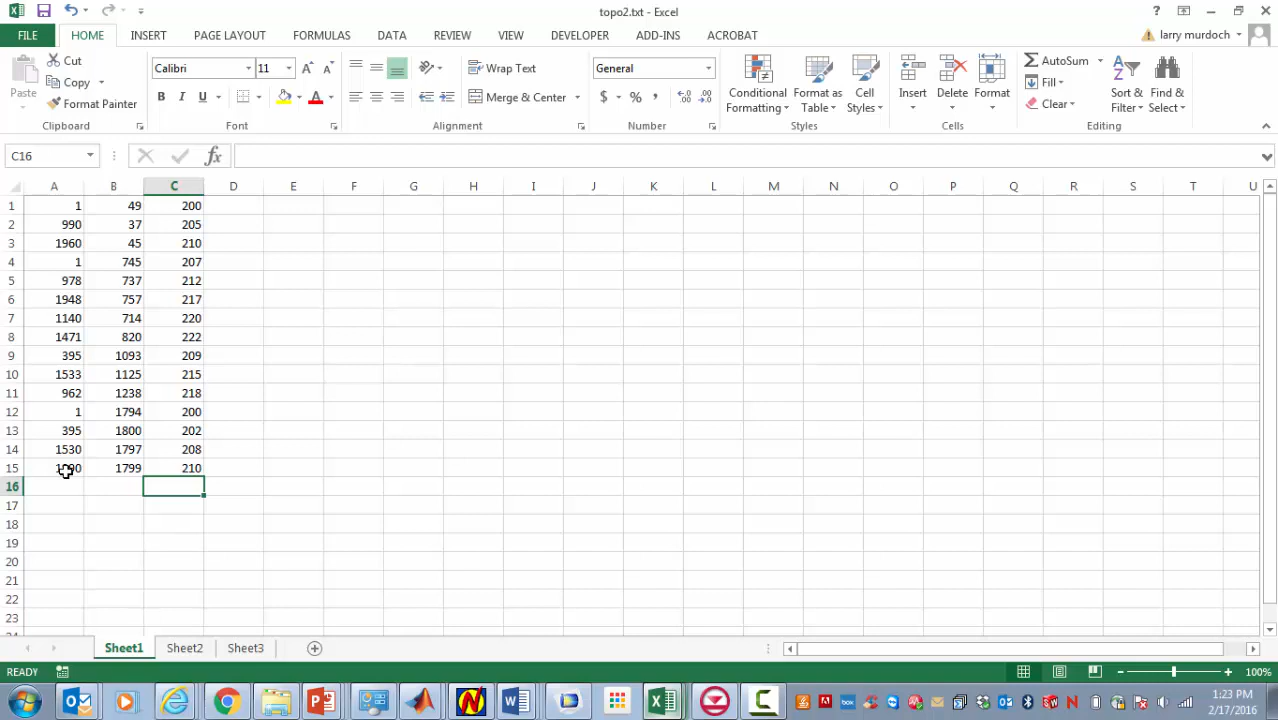 topo2.txt - Excel
FILE HOME INSERT PAGE LAYOUT FORMULAS DATA REVIEW VIEW DEVELOPER ADD-INS ACROBAT larry murdoch
Paste Cut Copy Format Painter
Calibri 11
B I U A
Wrap Text
Merge & Center
General
$ % ,
Conditional Formatting
Format as Table
Cell Styles
Insert Delete Format
AutoSum
Fill
Clear
Sort & Filter
Find & Select
Clipboard Font Alignment Number Styles Cells Editing
C16 fx
A B C D E F G H I J K L M N O P Q R S T U
1 1 49 200
2 990 37 205
3 1960 45 210
4 1 745 207
5 978 737 212
6 1948 757 217
7 1140 714 220
8 1471 820 222
9 395 1093 209
10 1533 1125 215
11 962 1238 218
12 1 1794 200
13 395 1800 202
14 1530 1797 208
15 1799 210
16
17
18
19
20
21
22
23
Sheet1 Sheet2 Sheet3
READY 100%
1:23 PM
2/17/2016